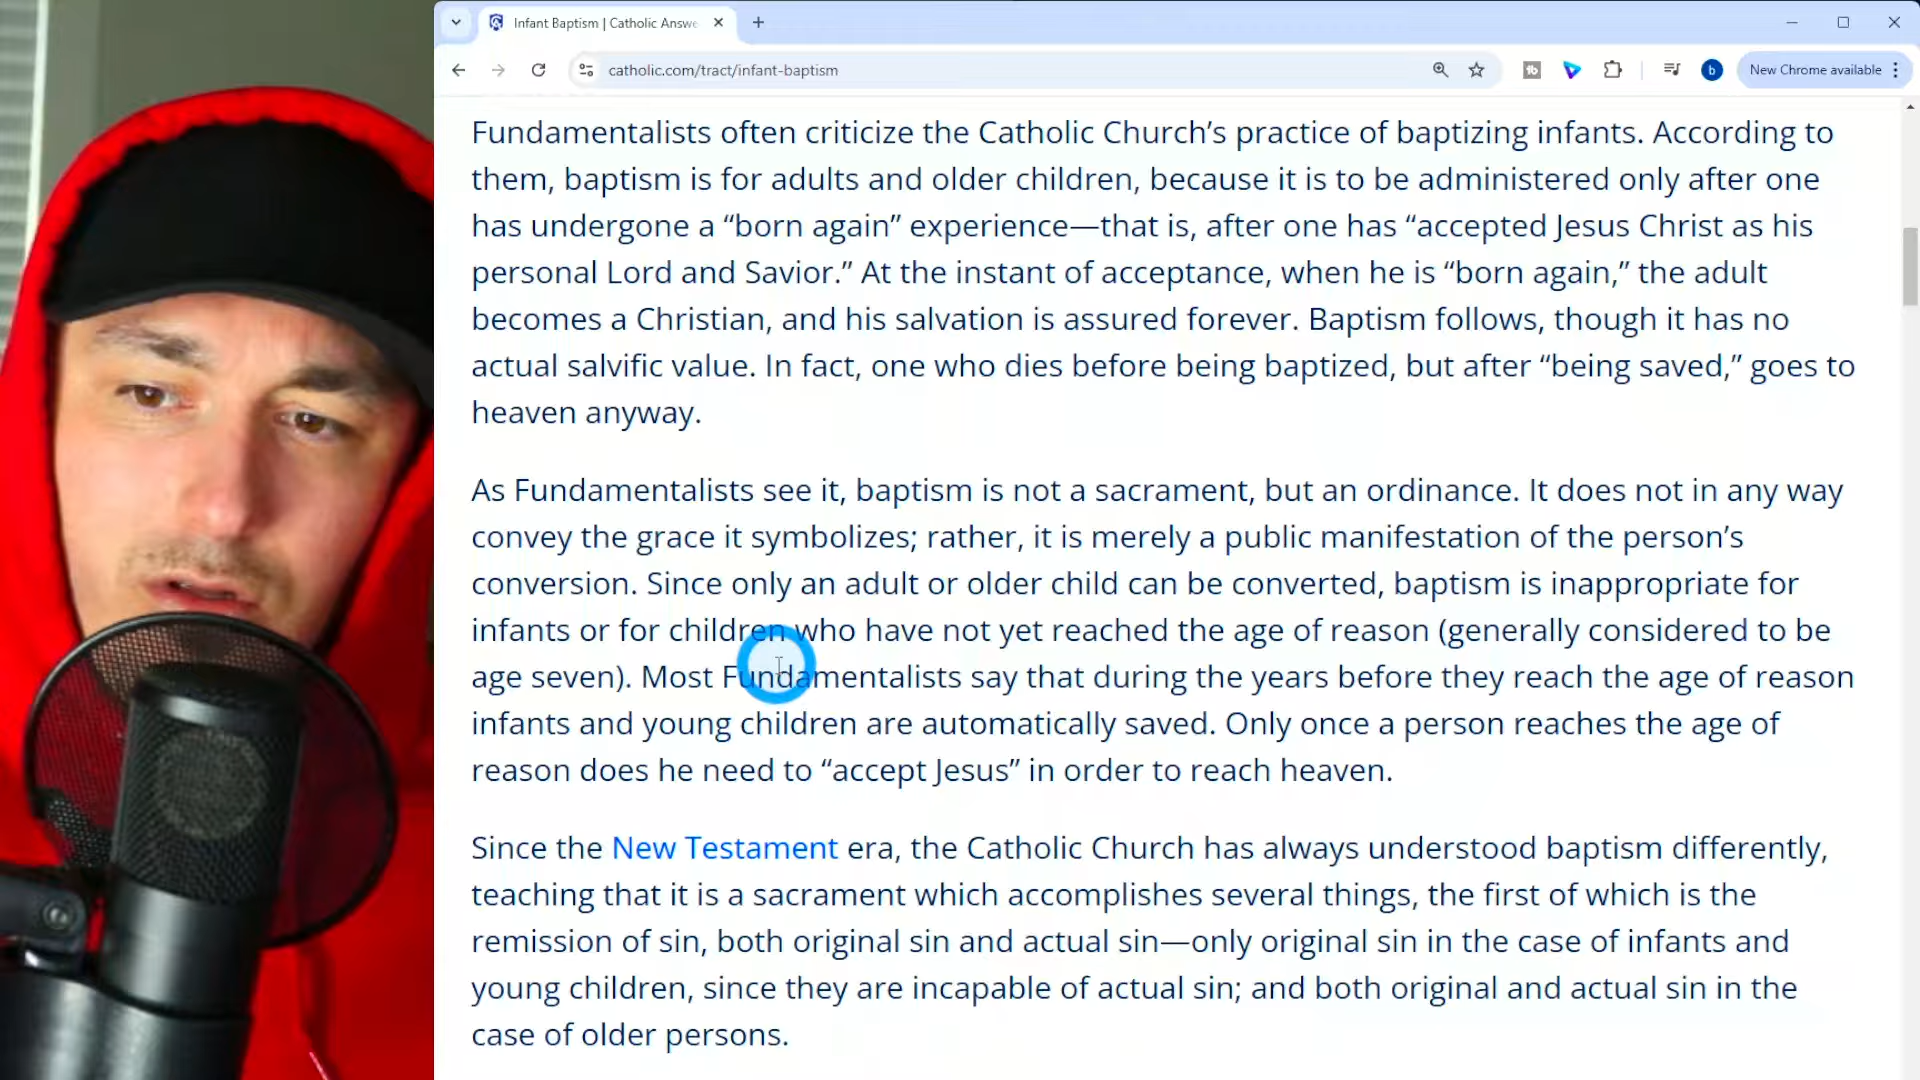 Infant Baptism | Catholic Answe
catholic.com/tract/infant-baptism
b
New Chrome available
Fundamentalists often criticize the Catholic Church’s practice of baptizing infants. According to
them, baptism is for adults and older children, because it is to be administered only after one
has undergone a “born again” experience—that is, after one has “accepted Jesus Christ as his
personal Lord and Savior.” At the instant of acceptance, when he is “born again,” the adult
becomes a Christian, and his salvation is assured forever. Baptism follows, though it has no
actual salvific value. In fact, one who dies before being baptized, but after “being saved,” goes to
heaven anyway.
As Fundamentalists see it, baptism is not a sacrament, but an ordinance. It does not in any way
convey the grace it symbolizes; rather, it is merely a public manifestation of the person’s
conversion. Since only an adult or older child can be converted, baptism is inappropriate for
infants or for children who have not yet reached the age of reason (generally considered to be
age seven). Most Fundamentalists say that during the years before they reach the age of reason
infants and young children are automatically saved. Only once a person reaches the age of
reason does he need to “accept Jesus” in order to reach heaven.
Since the New Testament era, the Catholic Church has always understood baptism differently,
teaching that it is a sacrament which accomplishes several things, the first of which is the
remission of sin, both original sin and actual sin—only original sin in the case of infants and
young children, since they are incapable of actual sin; and both original and actual sin in the
case of older persons.